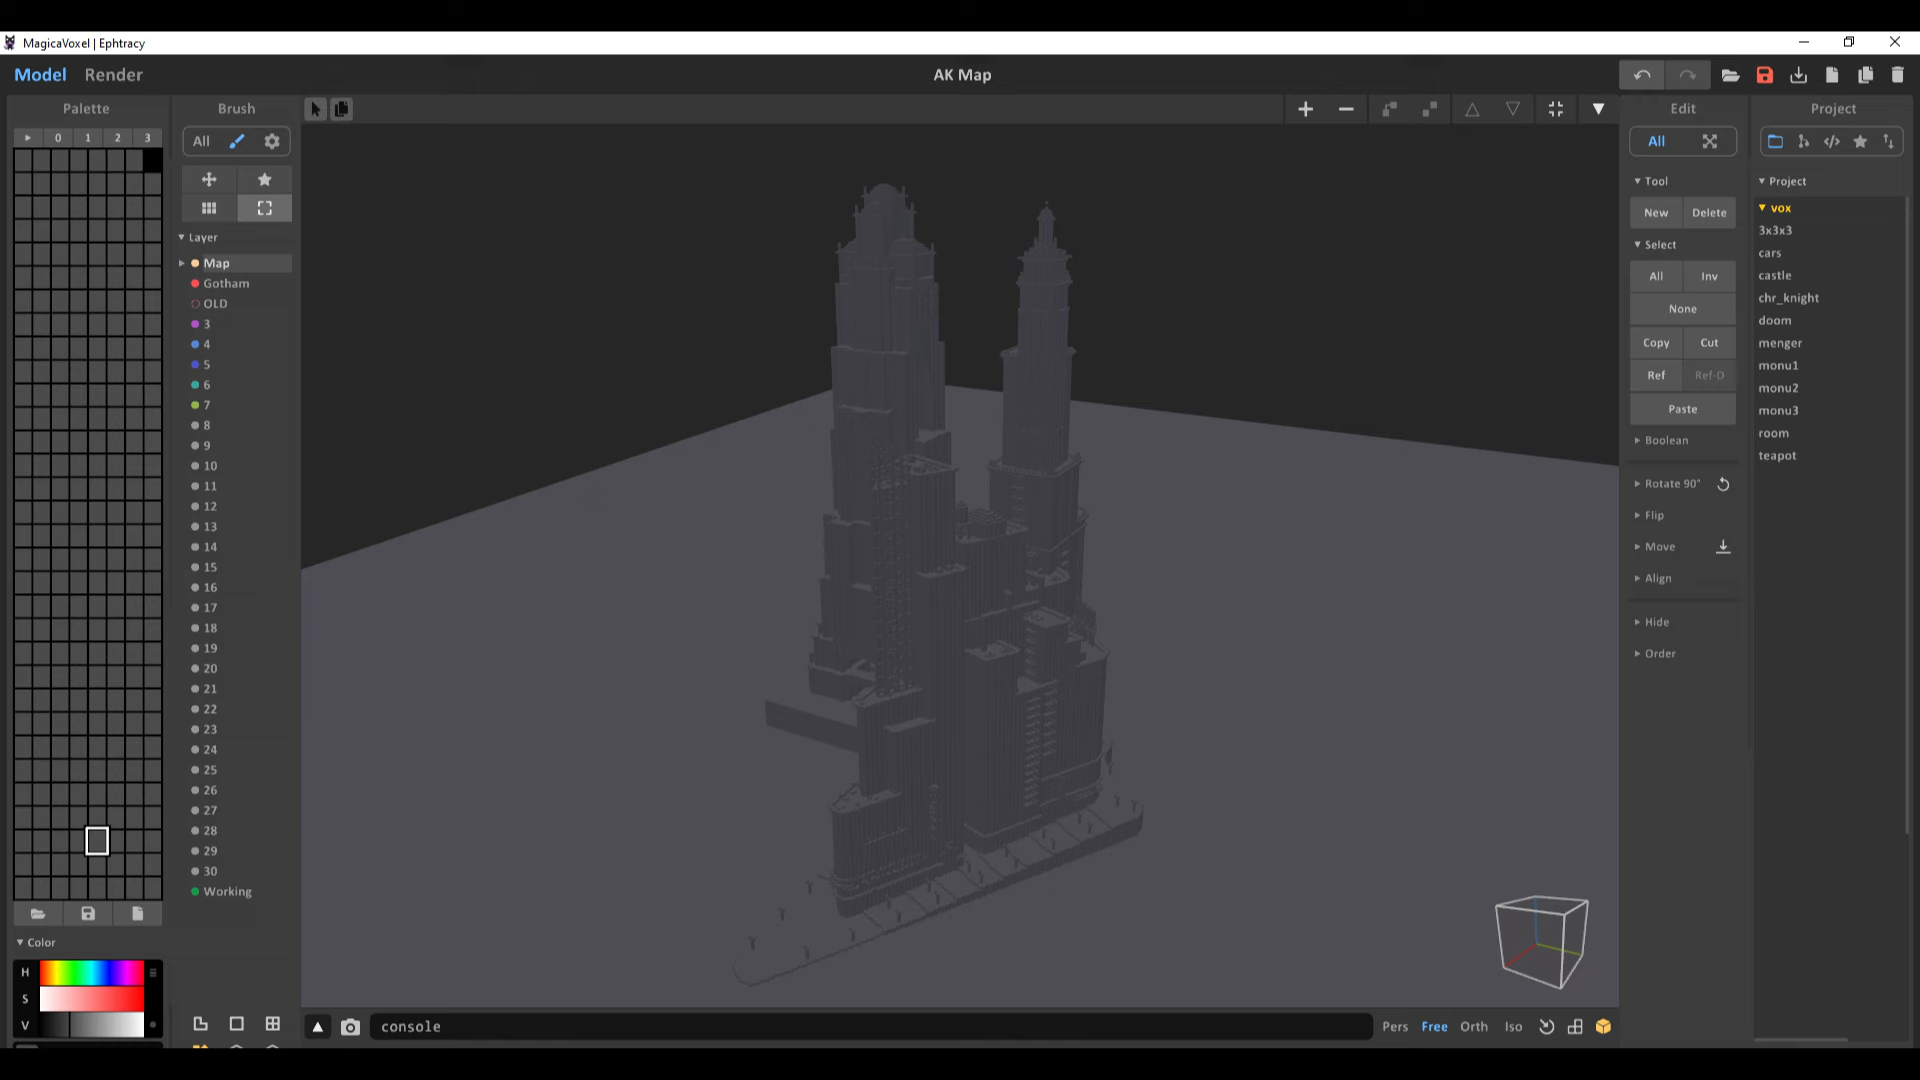 MagicaVoxel | Ephtracy
Model Render
AK Map
Palette
0 1 2 3
Color
H
S
V
Brush
All
Layer
Map
Gotham
OLD
3
4
5
6
7
8
9
10
11
12
13
14
15
16
17
18
19
20
21
22
23
24
25
26
27
28
29
30
Working
console
Pers Free Orth Iso
Edit
All
Tool
New Delete
Select
All Inv
None
Copy Cut
Ref Ref-D
Paste
Boolean
Rotate 90°
Flip
Move
Align
Hide
Order
Project
Project
vox
3x3x3
cars
castle
chr_knight
doom
menger
monu1
monu2
monu3
room
teapot